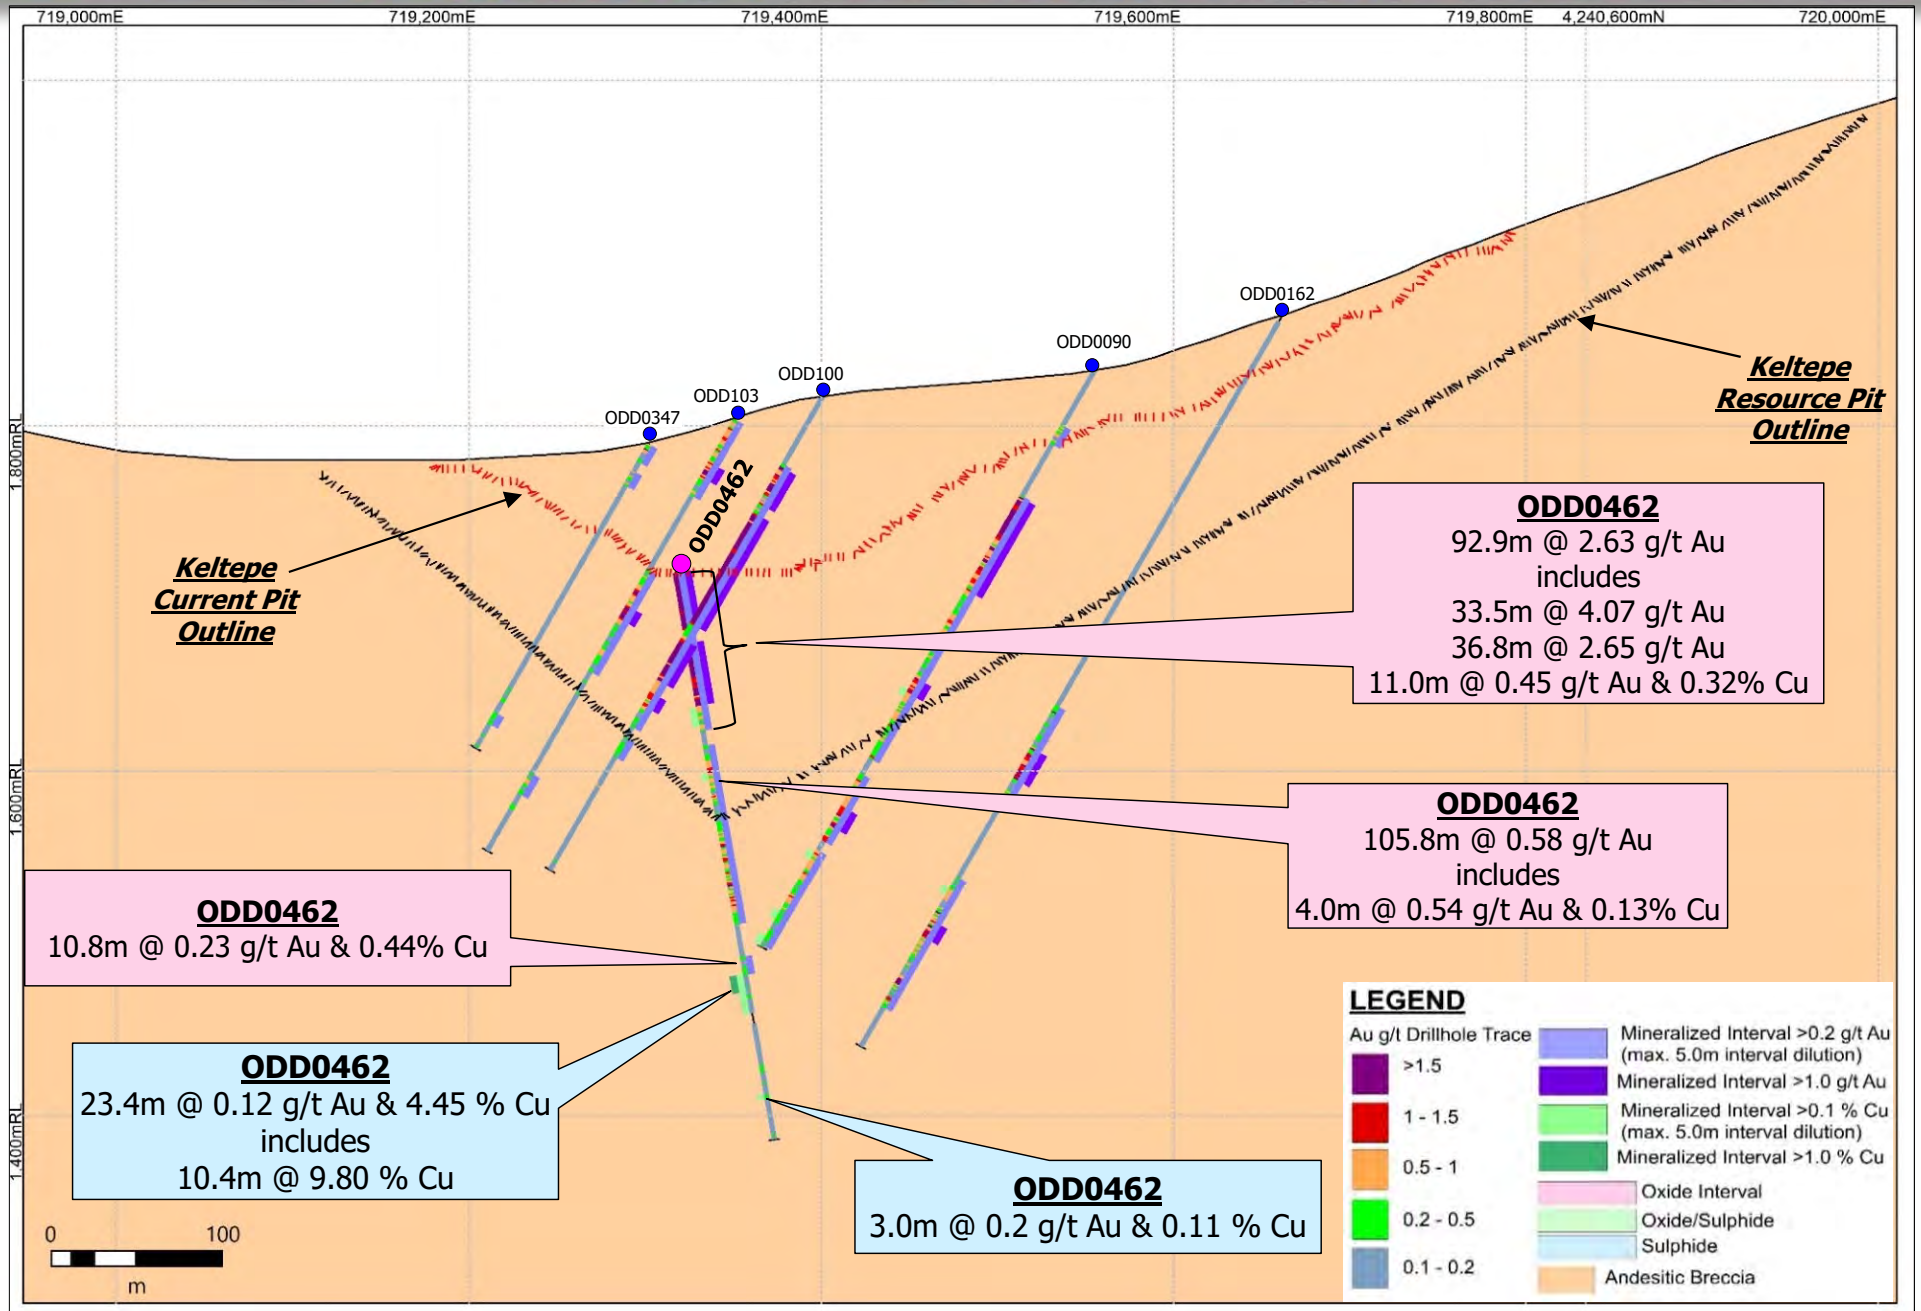 719,000mE
719,200mE
719,400mE
719,600mE
719,800mE
4,240,600mN
720,000mE
1,800mRL
1,600mRL
1,400mRL
ODD0162
ODD0090
ODD100
ODD103
ODD0347
ODD0462
Keltepe
Resource Pit
Outline
Keltepe
Current Pit
Outline
ODD0462
92.9m @ 2.63 g/t Au
includes
33.5m @ 4.07 g/t Au
36.8m @ 2.65 g/t Au
11.0m @ 0.45 g/t Au & 0.32% Cu
ODD0462
105.8m @ 0.58 g/t Au
includes
4.0m @ 0.54 g/t Au & 0.13% Cu
ODD0462
10.8m @ 0.23 g/t Au & 0.44% Cu
ODD0462
23.4m @ 0.12 g/t Au & 4.45 % Cu
includes
10.4m @ 9.80 % Cu
ODD0462
3.0m @ 0.2 g/t Au & 0.11 % Cu
0 100
m
LEGEND
Au g/t Drillhole Trace
>1.5
1 - 1.5
0.5 - 1
0.2 - 0.5
0.1 - 0.2
Mineralized Interval >0.2 g/t Au
(max. 5.0m interval dilution)
Mineralized Interval >1.0 g/t Au
Mineralized Interval >0.1 % Cu
(max. 5.0m interval dilution)
Mineralized Interval >1.0 % Cu
Oxide Interval
Oxide/Sulphide
Sulphide
Andesitic Breccia